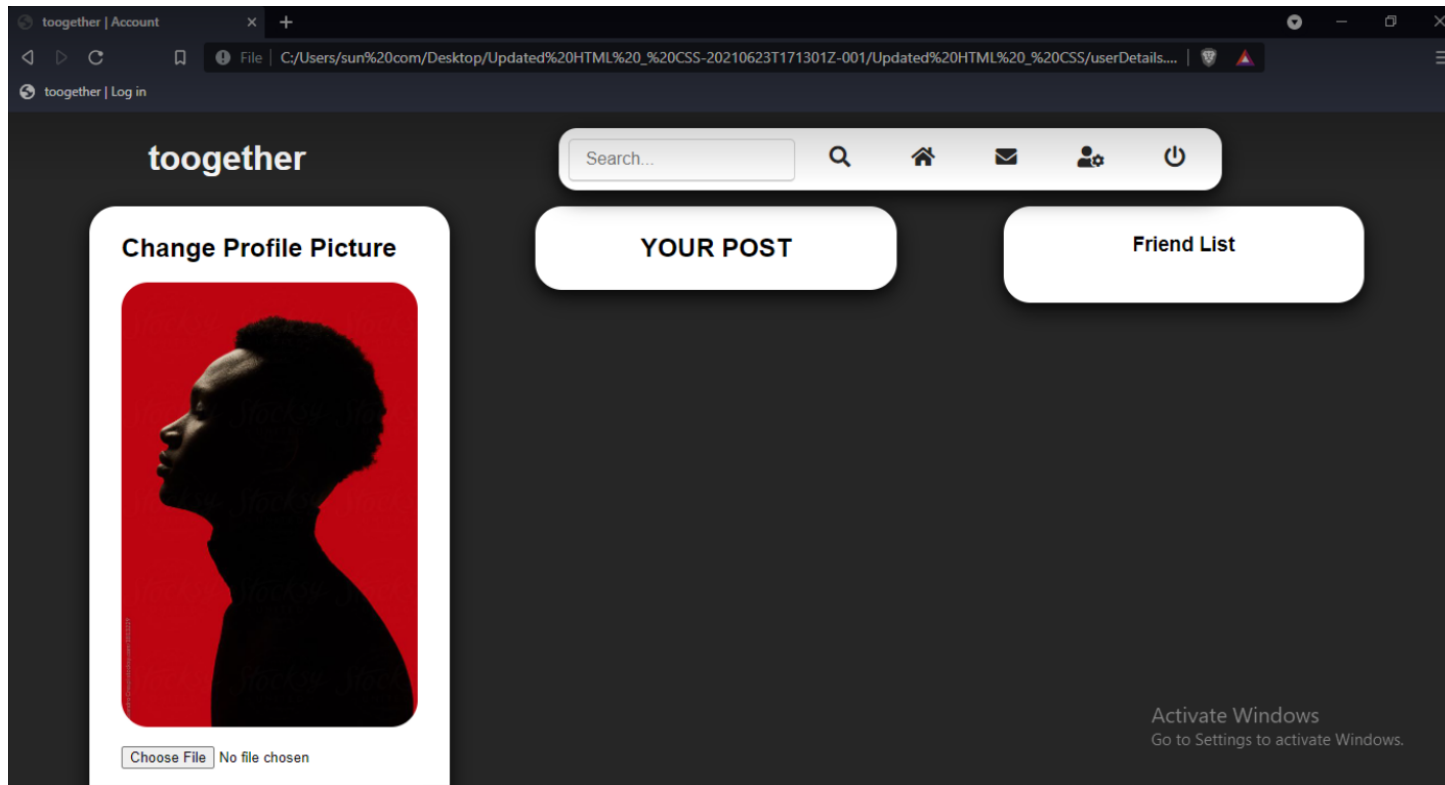 toogether | Account
File | C:/Users/sun%20com/Desktop/Updated%20HTML%20_%20CSS-20210623T171301Z-001/Updated%20HTML%20_%20CSS/userDetails....
toogether | Log in
toogether
Search...
Change Profile Picture
YOUR POST
Friend List
Stocksy
Choose File No file chosen
Activate Windows
Go to Settings to activate Windows.